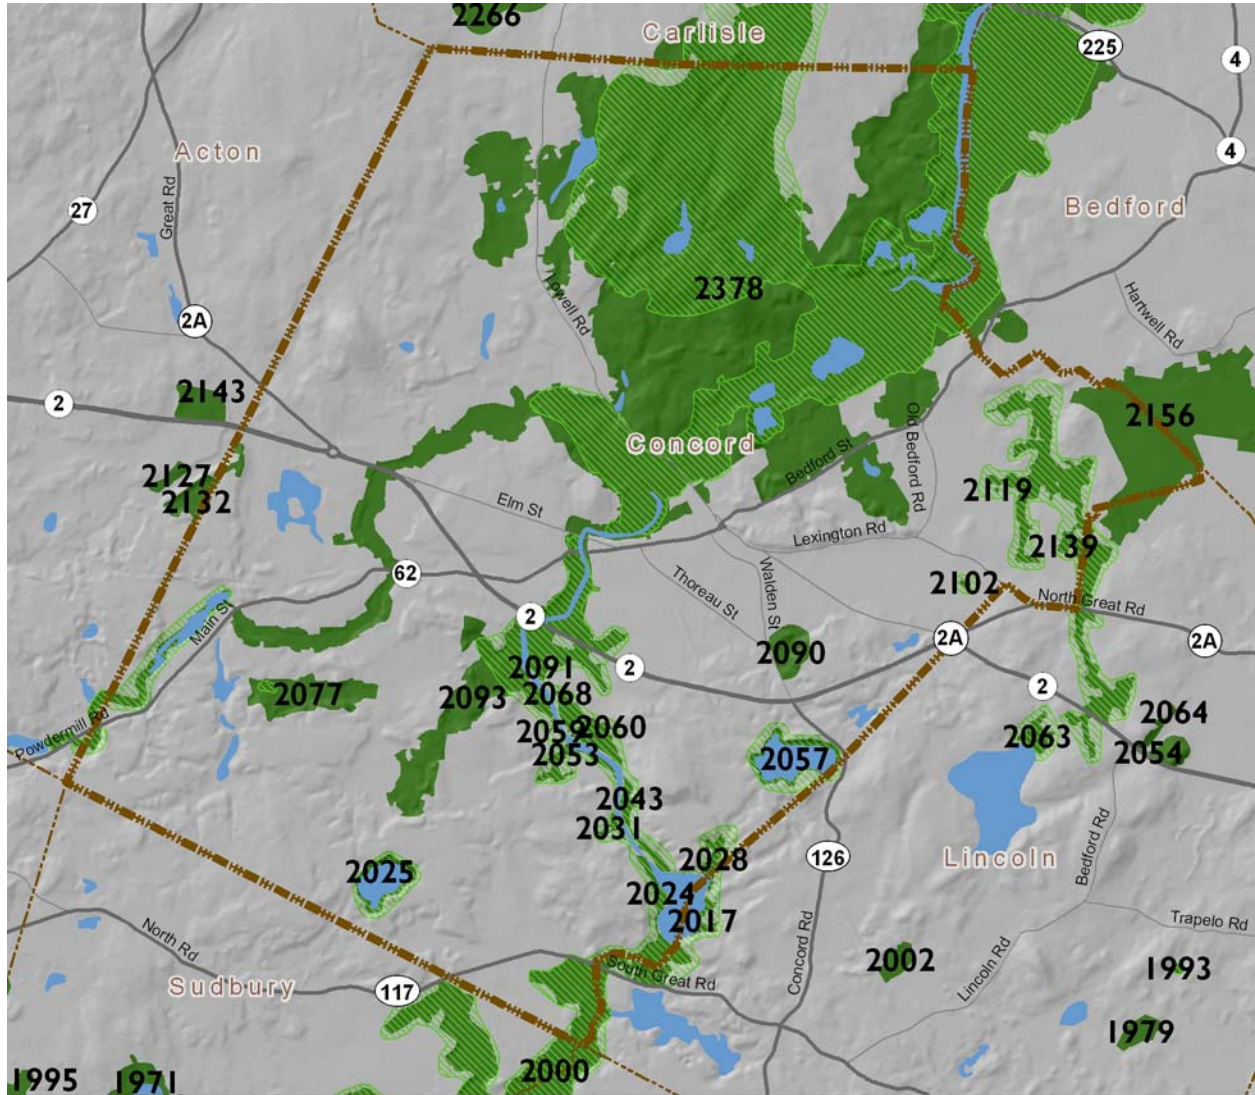 2266
Carlisle
225
4
Acton
4
27
Great Rd
Bedford
2378
Lowell Rd
Hartwell Rd
2A
2143
2
2156
Old Bedford Rd
Concord
Bedford St
2127
2119
2132
Elm St
Lexington Rd
2139
62
Thoreau St
Walden St
2102
North Great Rd
Main St
2
2A
2A
2091
2
2090
2
2077
2093
2068
2064
Powdermill Rd
2059
2060
2063
2053
2057
2054
2043
2031
Bedford Rd
2028
126
Lincoln
2025
2024
2017
Trapelo Rd
North Rd
Concord Rd
2002
Lincoln Rd
1993
South Great Rd
Sudbury
117
1979
2000
1995
1971